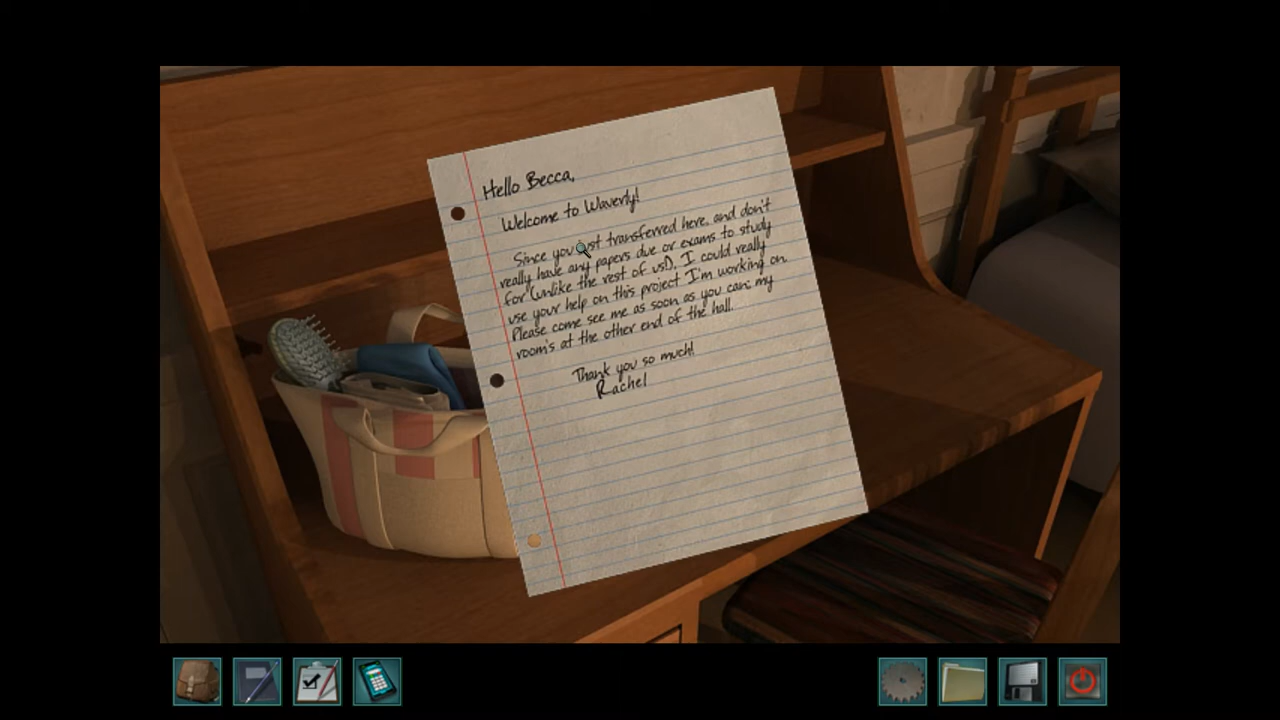 Hello Becca,
Welcome to Waverly!
Since you just transferred here, and don't
really have any papers due or exams to study
for (unlike the rest of us!), I could really
use your help on this project I'm working on.
Please come see me as soon as you can; my
room's at the other end of the hall.
Thank you so much!
Rachel